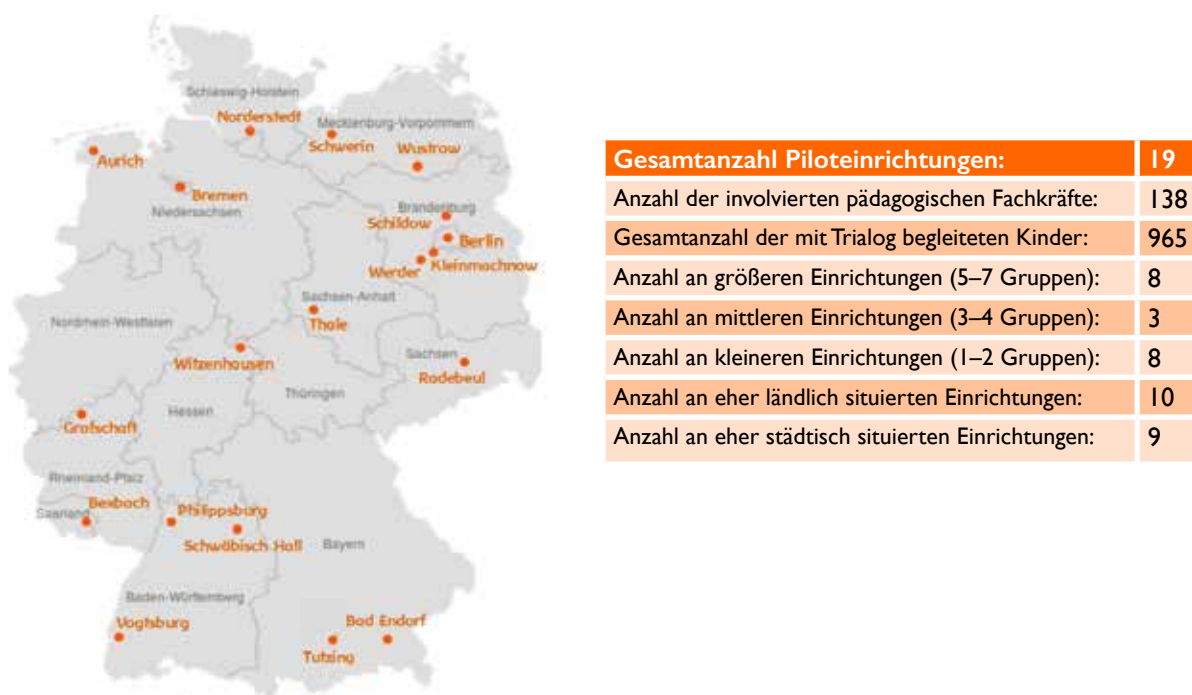 Schleswig-Holstein
Norderstedt
Mecklenburg-Vorpommern
Schwerin
Wustrow
Aurich
Bremen
Niedersachsen
Brandenburg
Schildow
Berlin
Kleinmachnow
Werder
Sachsen-Anhalt
Thale
Nordrhein-Westfalen
Witzenhausen
Sachsen
Radebeul
Thüringen
Hessen
Grafschaft
Rheinland-Pfalz
Bexbach
Saarland
Philippsburg
Schwäbisch Hall
Bayern
Baden-Württemberg
Vogtsburg
Bad Endorf
Tutzing
Gesamtanzahl Piloteinrichtungen: 19
Anzahl der involvierten pädagogischen Fachkräfte: 138
Gesamtanzahl der mit Trialog begleiteten Kinder: 965
Anzahl an größeren Einrichtungen (5–7 Gruppen): 8
Anzahl an mittleren Einrichtungen (3–4 Gruppen): 3
Anzahl an kleineren Einrichtungen (1–2 Gruppen): 8
Anzahl an eher ländlich situierten Einrichtungen: 10
Anzahl an eher städtisch situierten Einrichtungen: 9